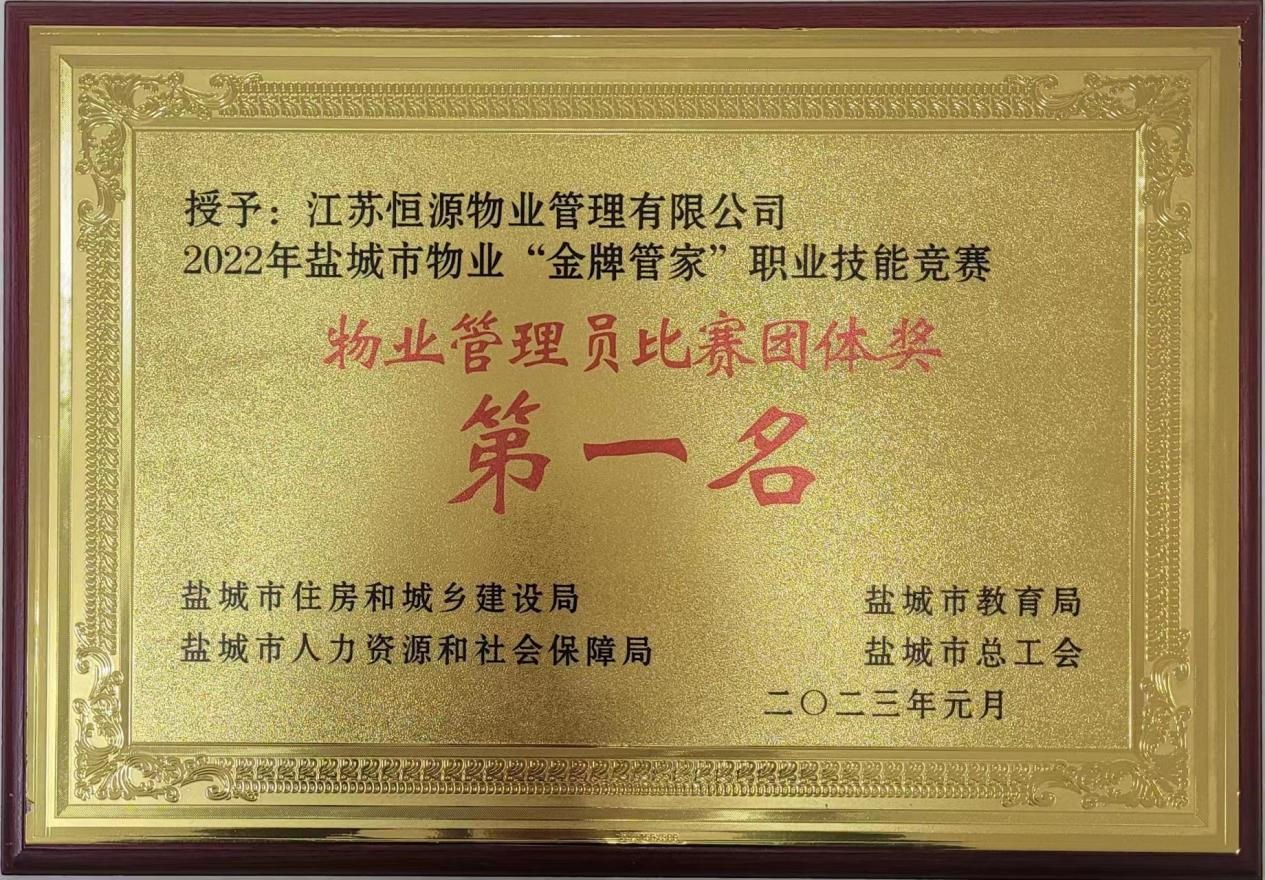 授予：江苏恒源物业管理有限公司
2022年盐城市物业“金牌管家”职业技能竞赛
物业管理员比赛团体奖
第一名
盐城市住房和城乡建设局 盐城市教育局
盐城市人力资源和社会保障局 盐城市总工会
二〇二三年元月